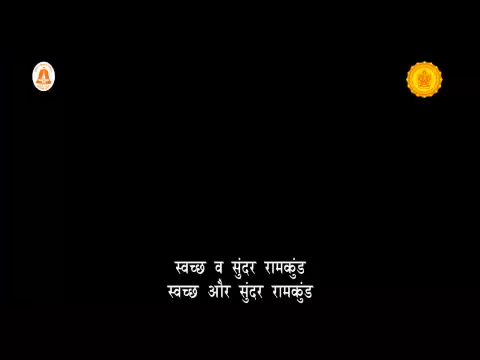 स्वच्छ व सुंदर रामकुंड
स्वच्छ और सुंदर रामकुंड